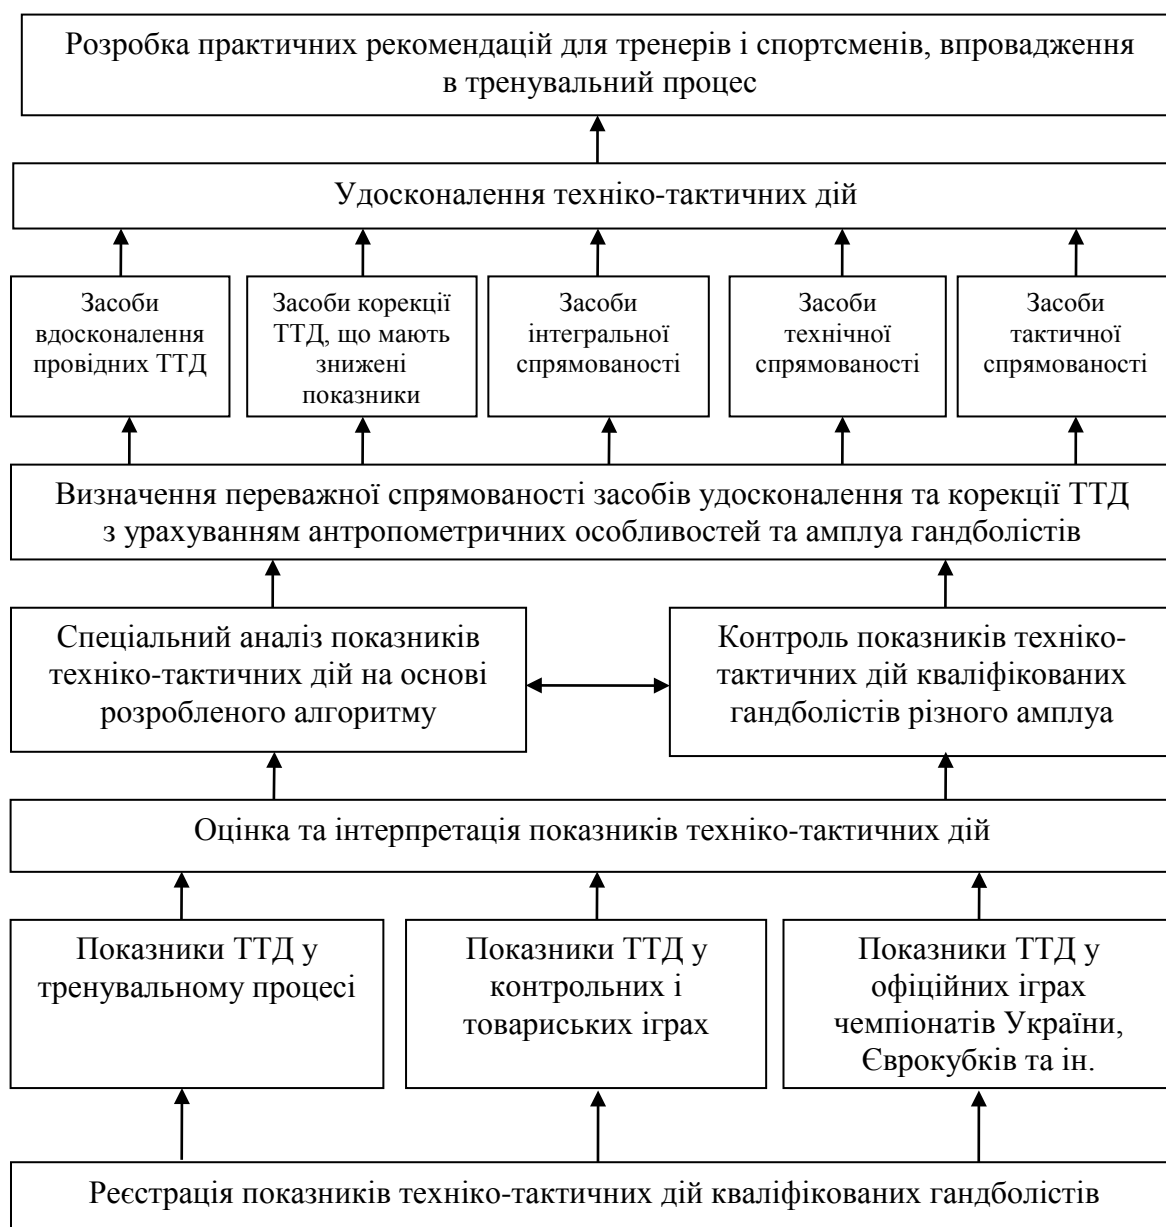 Розробка практичних рекомендацій для тренерів і спортсменів, впровадження
в тренувальний процес
Удосконалення техніко-тактичних дій
Засоби
вдосконалення
провідних ТТД
Засоби корекції
ТТД, що мають
знижені
показники
Засоби
інтегральної
спрямованості
Засоби
технічної
спрямованості
Засоби
тактичної
спрямованості
Визначення переважної спрямованості засобів удосконалення та корекції ТТД
з урахуванням антропометричних особливостей та амплуа гандболістів
Спеціальний аналіз показників
техніко-тактичних дій на основі
розробленого алгоритму
Контроль показників техніко-
тактичних дій кваліфікованих
гандболістів різного амплуа
Оцінка та інтерпретація показників техніко-тактичних дій
Показники ТТД у
тренувальному процесі
Показники ТТД у
контрольних і
товариських іграх
Показники ТТД у
офіційних іграх
чемпіонатів України,
Єврокубків та ін.
Реєстрація показників техніко-тактичних дій кваліфікованих гандболістів